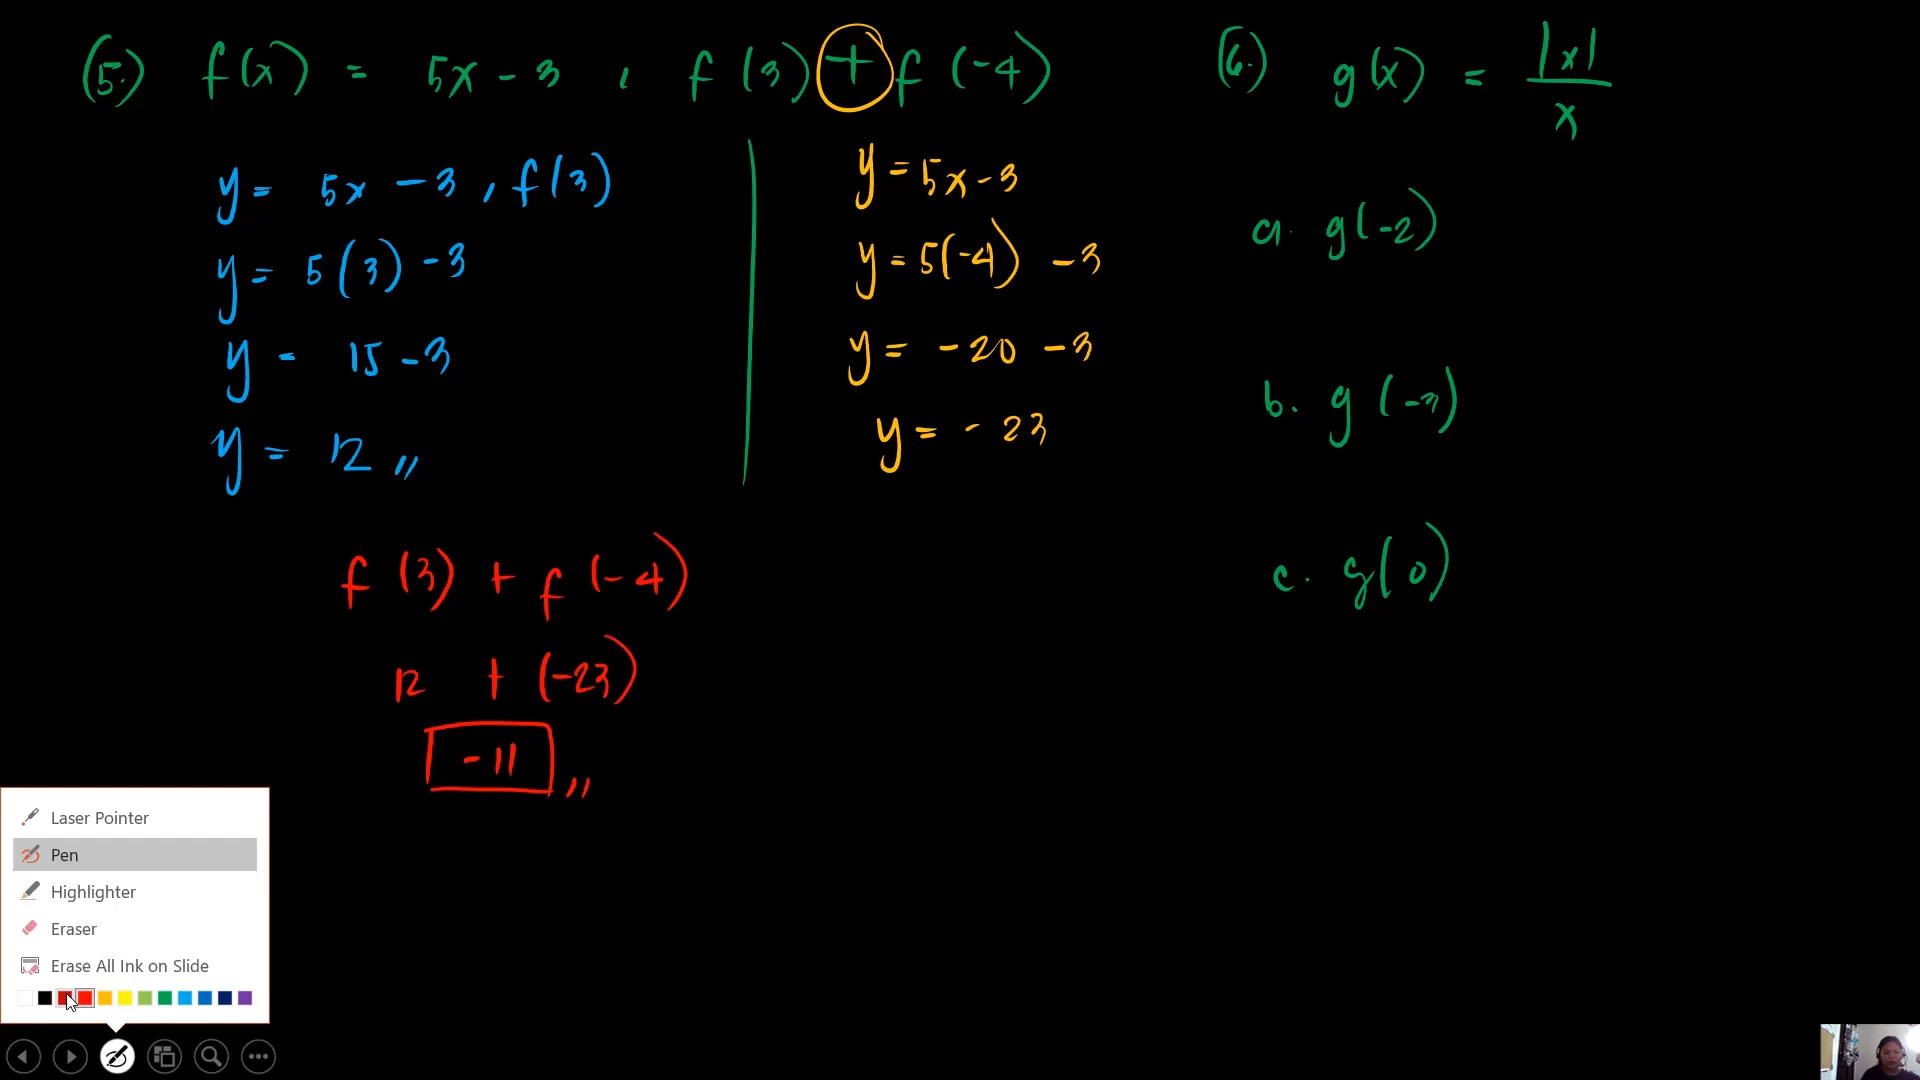 (5.) f(x) = 5x - 3 , f(3) + f(-4)
y = 5x - 3 , f(3)
y = 5(3) - 3
y - 15 - 3
y = 12 ,,
y = 5x - 3
y = 5(-4) - 3
y = -20 - 3
y = -23
f(3) + f(-4)
12 + (-23)
-11 ,,
(6.) g(x) = |x|/x
a. g(-2)
b. g(-3)
c. g(0)
Laser Pointer
Pen
Highlighter
Eraser
Erase All Ink on Slide